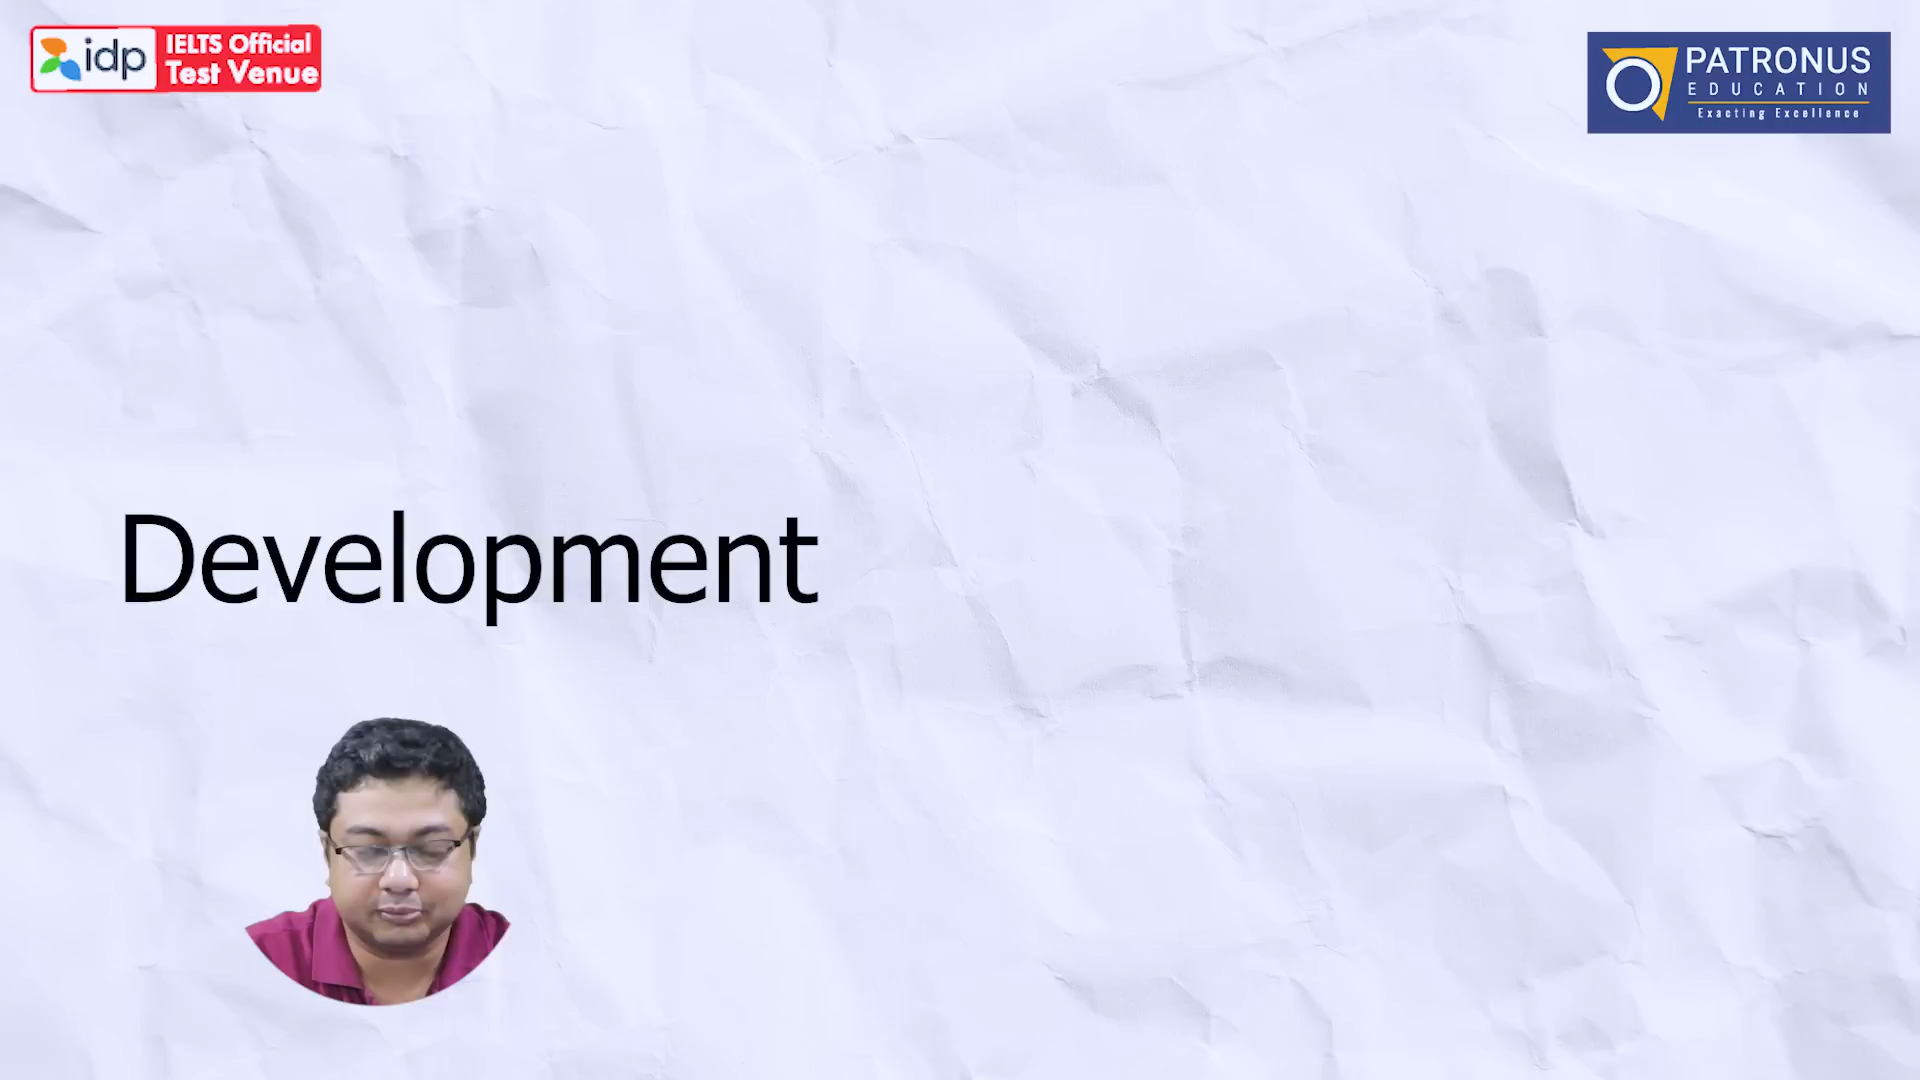 idp
IELTS Official
Test Venue
PATRONUS
EDUCATION
Exacting Excellence
Development